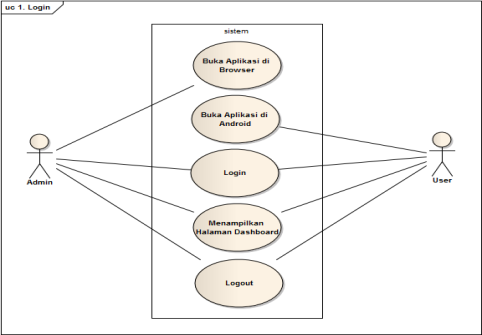 uc 1. Login
sistem
Buka Aplikasi di
Browser
Buka Aplikasi di
Android
Login
Admin
User
Menampilkan
Halaman Dashboard
Logout